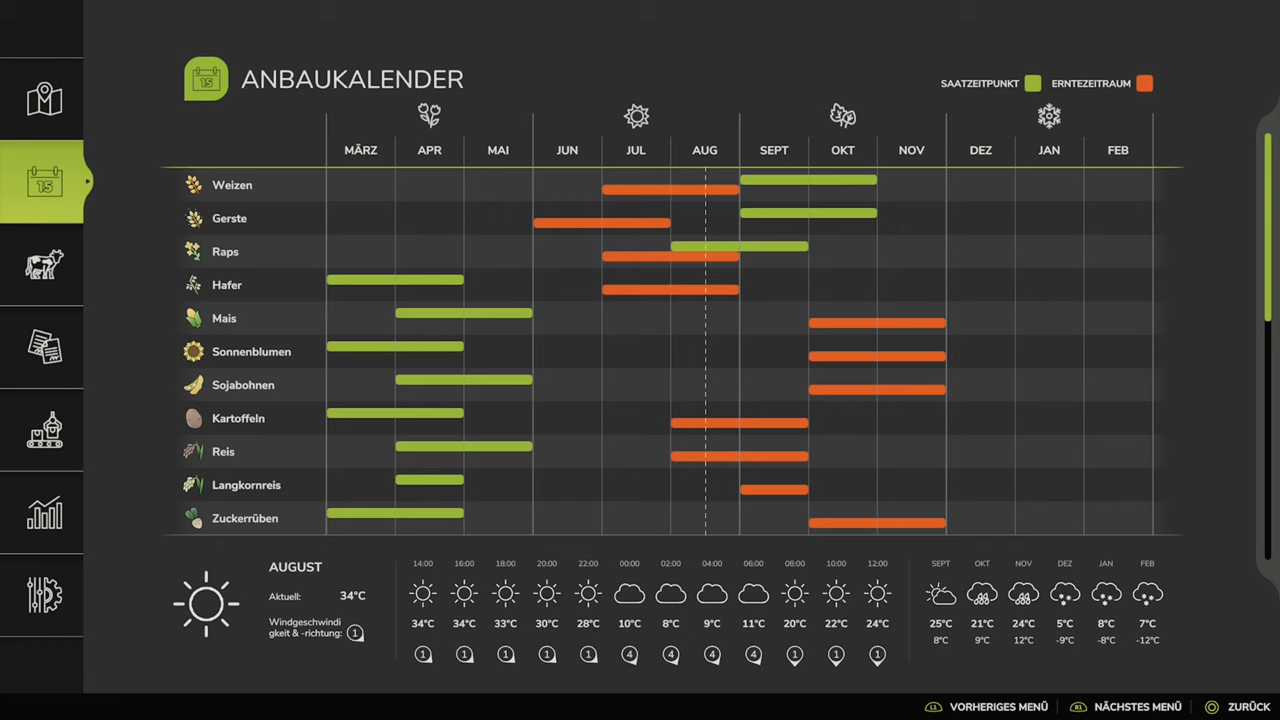 15
ANBAUKALENDER
SAATZEITPUNKT ERNTEZEITRAUM
MÄRZ APR MAI JUN JUL AUG SEPT OKT NOV DEZ JAN FEB
15
Weizen
Gerste
Raps
Hafer
Mais
Sonnenblumen
Sojabohnen
Kartoffeln
Reis
Langkornreis
Zuckerrüben
AUGUST
Aktuell: 34°C
Windgeschwindi
gkeit & -richtung: 1
14:00 16:00 18:00 20:00 22:00 00:00 02:00 04:00 06:00 08:00 10:00 12:00
34°C 34°C 33°C 30°C 28°C 10°C 8°C 9°C 11°C 20°C 22°C 24°C
1 1 1 1 1 4 4 4 4 1 1 1
SEPT OKT NOV DEZ JAN FEB
25°C 21°C 24°C 5°C 8°C 7°C
8°C 9°C 12°C -9°C -8°C -12°C
L1 VORHERIGES MENÜ R1 NÄCHSTES MENÜ ZURÜCK